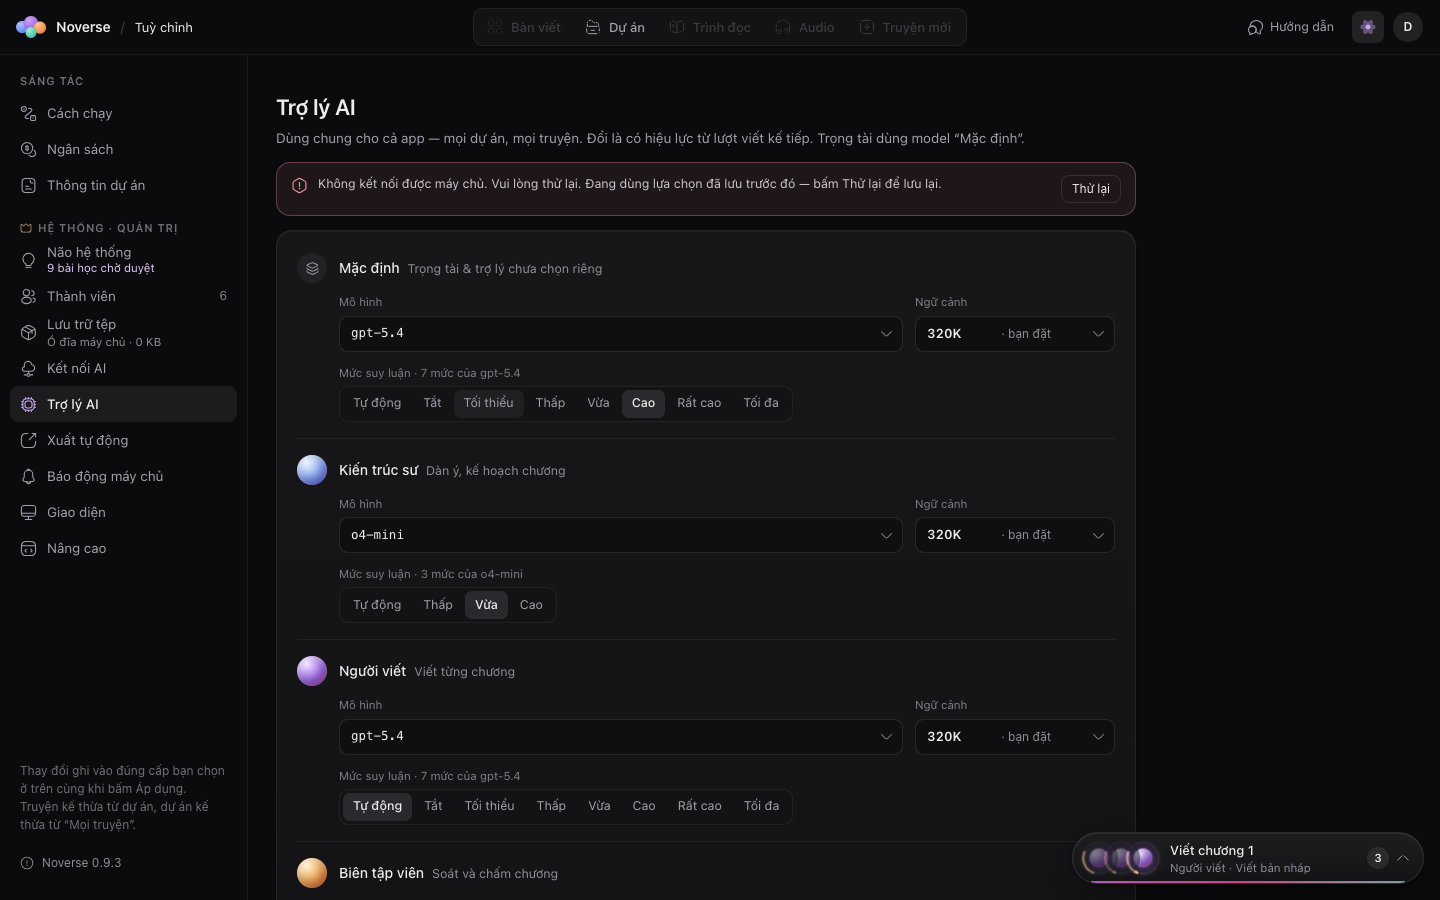 Noverse / Tuỳ chỉnh
Bàn viết
Dự án
Trình đọc
Audio
Truyện mới
Hướng dẫn
D
SÁNG TÁC
Cách chạy
Ngân sách
Thông tin dự án
HỆ THỐNG · QUẢN TRỊ
Não hệ thống
9 bài học chờ duyệt
Thành viên 6
Lưu trữ tệp
Ổ đĩa máy chủ · 0 KB
Kết nối AI
Trợ lý AI
Xuất tự động
Báo động máy chủ
Giao diện
Nâng cao
Thay đổi ghi vào đúng cấp bạn chọn
ở trên cùng khi bấm Áp dụng.
Truyện kế thừa từ dự án, dự án kế
thừa từ “Mọi truyện”.
Noverse 0.9.3
Trợ lý AI
Dùng chung cho cả app — mọi dự án, mọi truyện. Đổi là có hiệu lực từ lượt viết kế tiếp. Trọng tài dùng model “Mặc định”.
Không kết nối được máy chủ. Vui lòng thử lại. Đang dùng lựa chọn đã lưu trước đó — bấm Thử lại để lưu lại.
Thử lại
Mặc định Trọng tài & trợ lý chưa chọn riêng
Mô hình
Ngữ cảnh
gpt-5.4
320K · bạn đặt
Mức suy luận · 7 mức của gpt-5.4
Tự động Tắt Tối thiểu Thấp Vừa Cao Rất cao Tối đa
Kiến trúc sư Dàn ý, kế hoạch chương
Mô hình
Ngữ cảnh
o4-mini
320K · bạn đặt
Mức suy luận · 3 mức của o4-mini
Tự động Thấp Vừa Cao
Người viết Viết từng chương
Mô hình
Ngữ cảnh
gpt-5.4
320K · bạn đặt
Mức suy luận · 7 mức của gpt-5.4
Tự động Tắt Tối thiểu Thấp Vừa Cao Rất cao Tối đa
Biên tập viên Soát và chấm chương
Viết chương 1
Người viết · Viết bản nháp
3